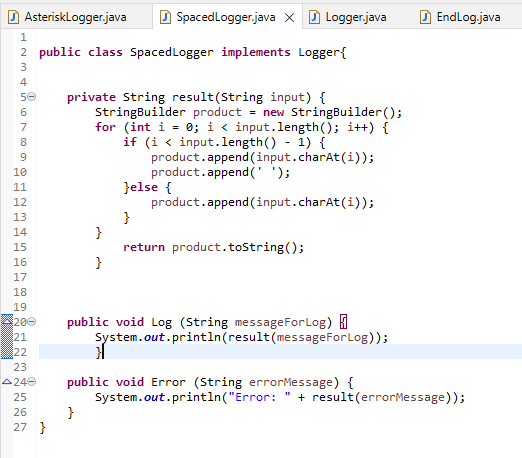 AsteriskLogger.java SpacedLogger.java Logger.java EndLog.java
1
2 public class SpacedLogger implements Logger{
3
4
5 private String result(String input) {
6 StringBuilder product = new StringBuilder();
7 for (int i = 0; i < input.length(); i++) {
8 if (i < input.length() - 1) {
9 product.append(input.charAt(i));
10 product.append(' ');
11 }else {
12 product.append(input.charAt(i));
13 }
14 }
15 return product.toString();
16 }
17
18
19
20 public void Log (String messageForLog) {
21 System.out.println(result(messageForLog));
22 }
23
24 public void Error (String errorMessage) {
25 System.out.println("Error: " + result(errorMessage));
26 }
27 }